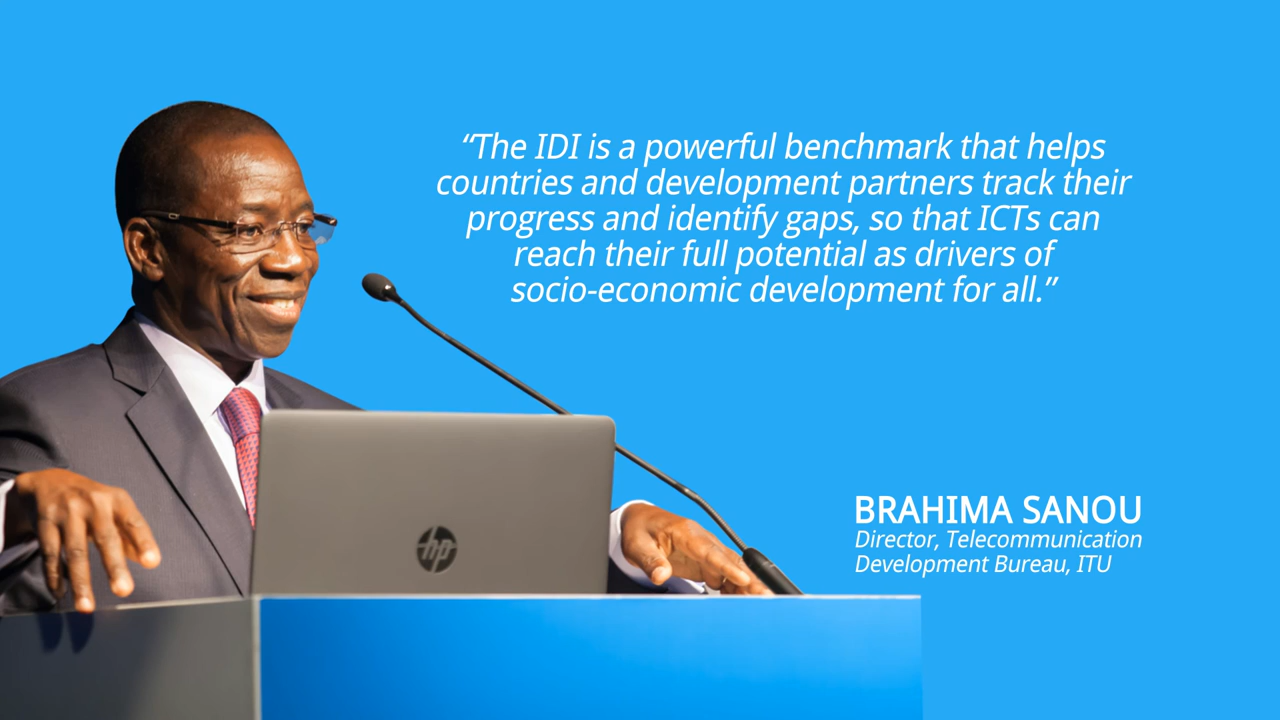 “The IDI is a powerful benchmark that helps
countries and development partners track their
progress and identify gaps, so that ICTs can
reach their full potential as drivers of
socio-economic development for all.”
hp
BRAHIMA SANOU
Director, Telecommunication
Development Bureau, ITU